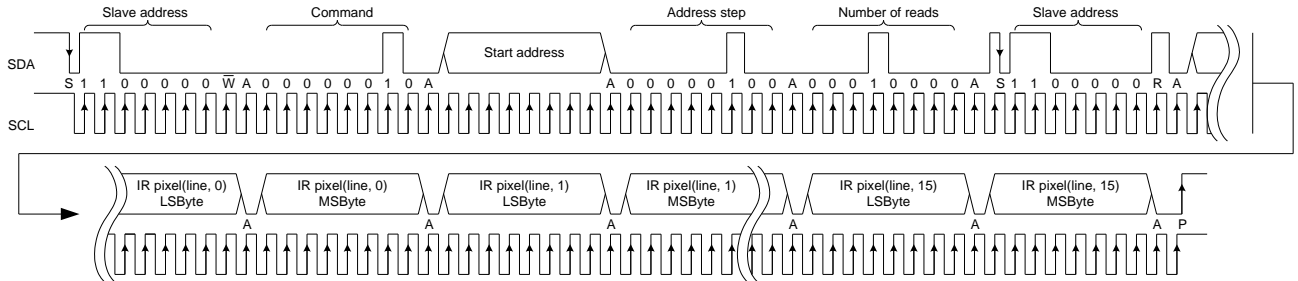 Slave address Command Address step Number of reads Slave address
SDA Start address
S 1 1 0 0 0 0 0 W̅ A 0 0 0 0 0 0 1 0 A A 0 0 0 0 0 1 0 0 A 0 0 0 1 0 0 0 0 A S 1 1 0 0 0 0 0 R A
SCL
IR pixel(line, 0) IR pixel(line, 0) IR pixel(line, 1) IR pixel(line, 1) IR pixel(line, 15) IR pixel(line, 15)
LSByte MSByte LSByte MSByte LSByte MSByte
A A A A A A P